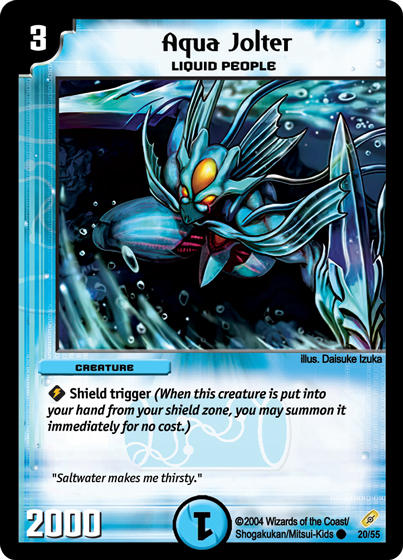 3
Aqua Jolter
LIQUID PEOPLE
illus. Daisuke Izuka
CREATURE
Shield trigger (When this creature is put into
your hand from your shield zone, you may summon it
immediately for no cost.)
"Saltwater makes me thirsty."
2000
1
©2004 Wizards of the Coast/
Shogakukan/Mitsui-Kids ● 20/55